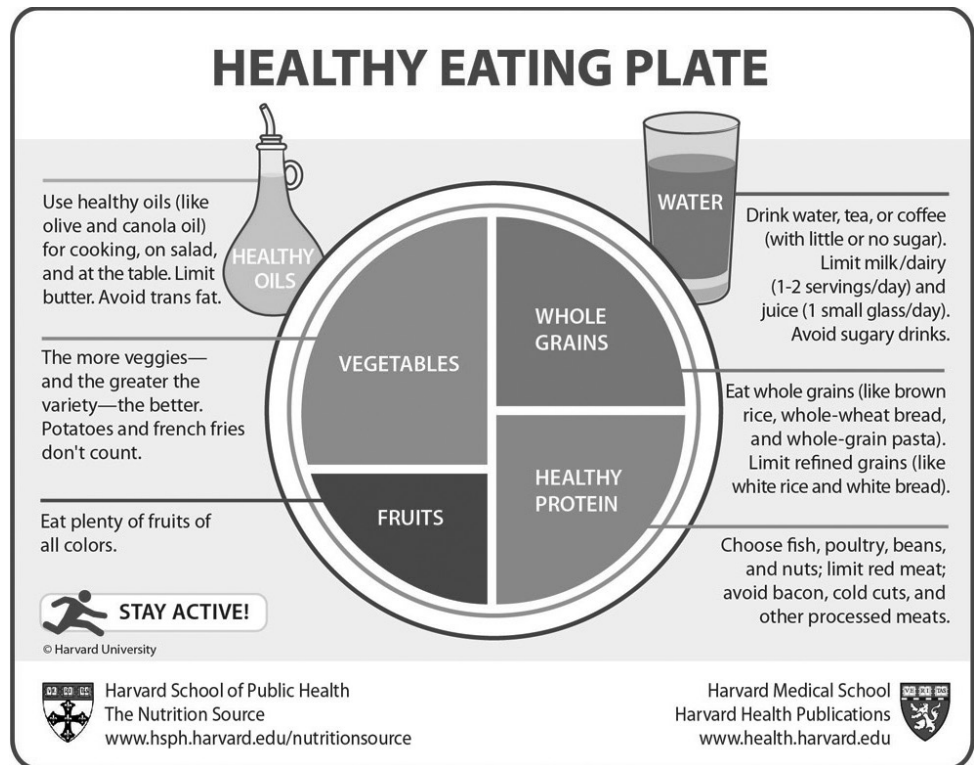 HEALTHY EATING PLATE
Use healthy oils (like
olive and canola oil)
for cooking, on salad,
and at the table. Limit
butter. Avoid trans fat.
HEALTHY
OILS
The more veggies—
and the greater the
variety—the better.
Potatoes and french fries
don't count.
Eat plenty of fruits of
all colors.
VEGETABLES
FRUITS
WHOLE
GRAINS
HEALTHY
PROTEIN
WATER
Drink water, tea, or coffee
(with little or no sugar).
Limit milk/dairy
(1-2 servings/day) and
juice (1 small glass/day).
Avoid sugary drinks.
Eat whole grains (like brown
rice, whole-wheat bread,
and whole-grain pasta).
Limit refined grains (like
white rice and white bread).
Choose fish, poultry, beans,
and nuts; limit red meat;
avoid bacon, cold cuts, and
other processed meats.
STAY ACTIVE!
© Harvard University
Harvard School of Public Health
The Nutrition Source
www.hsph.harvard.edu/nutritionsource
Harvard Medical School
Harvard Health Publications
www.health.harvard.edu
VE RI TAS